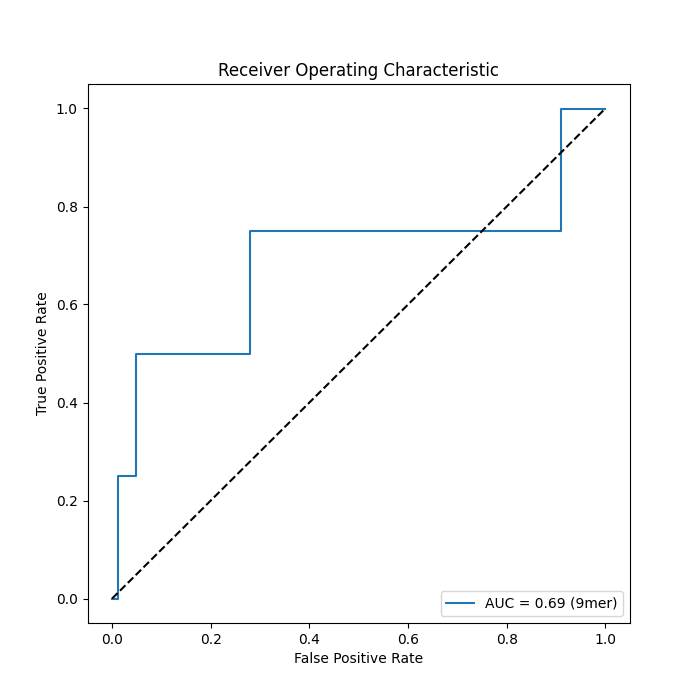 Receiver Operating Characteristic
1.0
0.8
0.6
0.4
0.2
0.0
True Positive Rate
0.0 0.2 0.4 0.6 0.8 1.0
False Positive Rate
AUC = 0.69 (9mer)